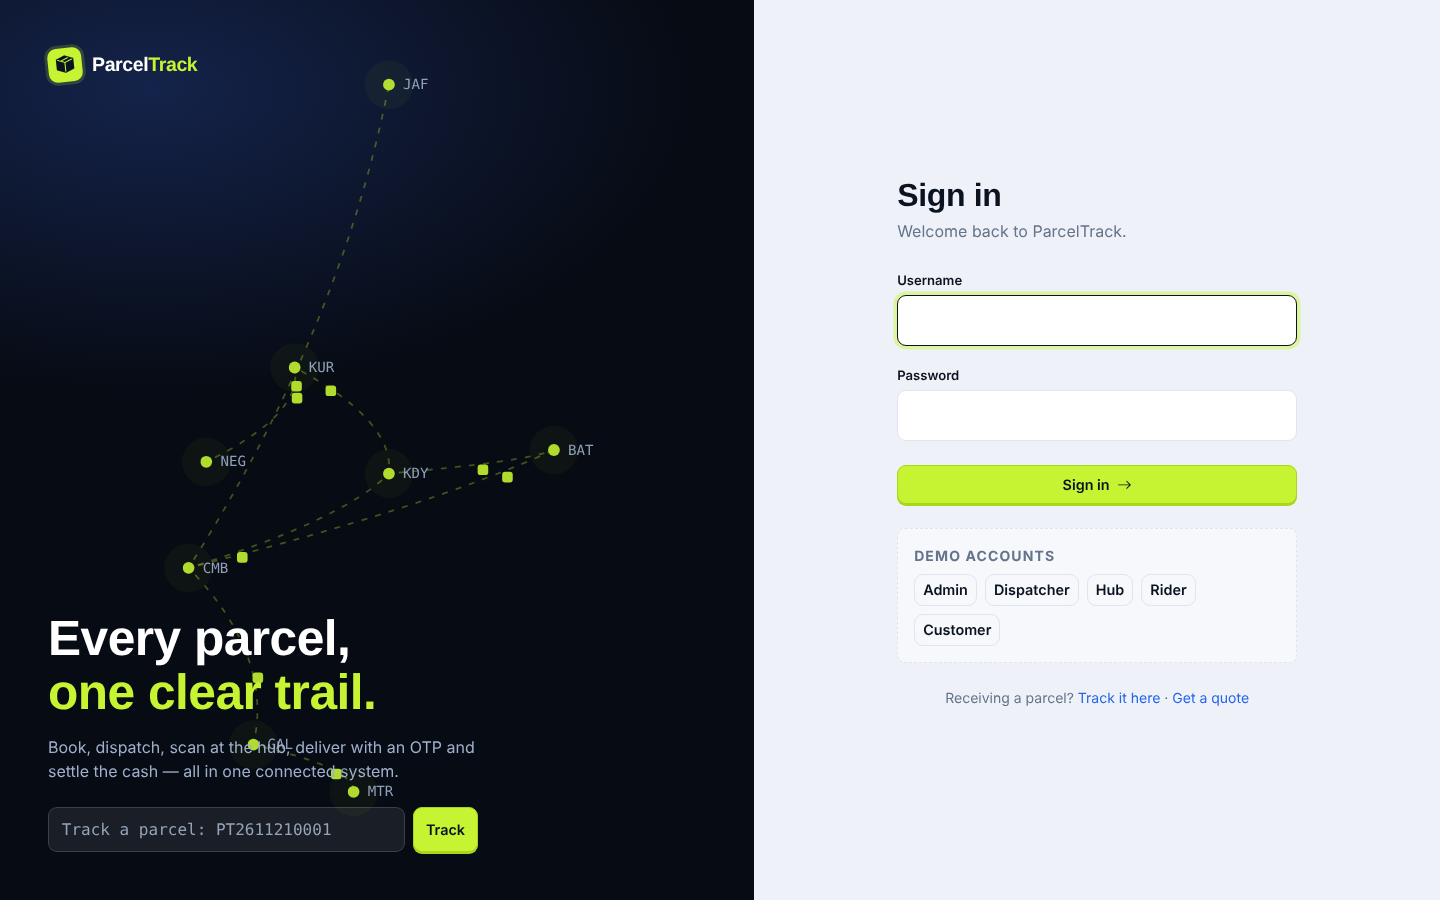 ParcelTrack
JAF
KUR
NEG
KDY
BAT
CMB
Every parcel,
one clear trail.
GAL
Book, dispatch, scan at the hub, deliver with an OTP and
settle the cash — all in one connected system.
MTR
Track a parcel: PT2611210001
Track
Sign in
Welcome back to ParcelTrack.
Username
Password
Sign in →
DEMO ACCOUNTS
Admin Dispatcher Hub Rider
Customer
Receiving a parcel? Track it here · Get a quote